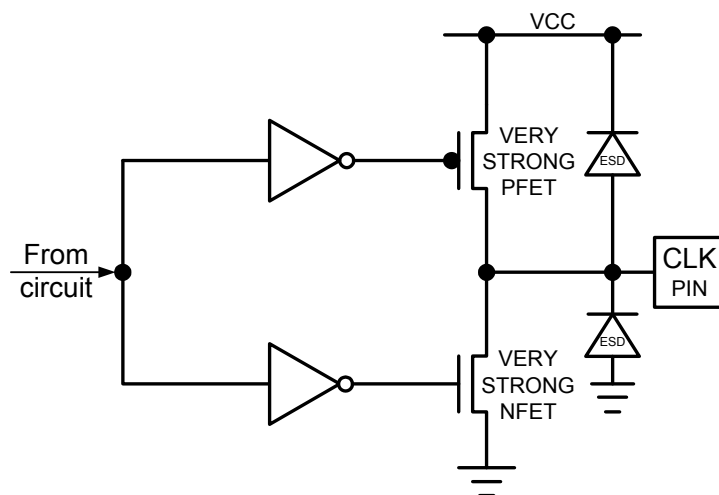 VCC
VERY
STRONG
PFET
ESD
From
circuit
CLK
PIN
ESD
VERY
STRONG
NFET